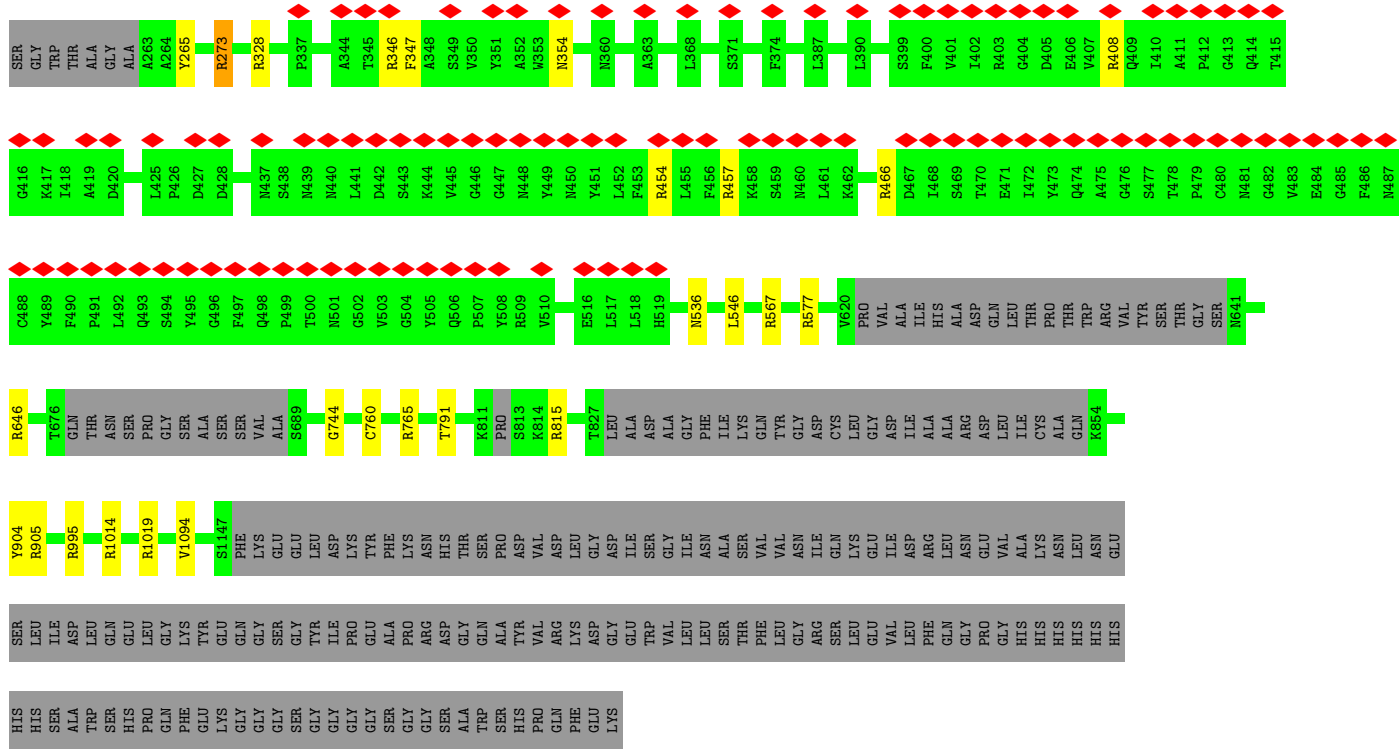 SER GLY TRP THR ALA GLY ALA A263 A264 Y265 R273 R328 P337 A344 T345 R346 F347 A348 S349 V350 Y351 A352 W353 N354 N360 A363 L368 S371 F374 L387 L390 S399 F400 V401 I402 R403 G404 D405 E406 V407 R408 Q409 I410 A411 P412 G413 Q414 T415
G416 K417 I418 A419 D420 L425 P426 D427 D428 N437 S438 N439 N440 L441 D442 S443 K444 V445 G446 G447 N448 Y449 N450 Y451 L452 F453 R454 L455 F456 R457 K458 S459 N460 L461 K462 R466 D467 I468 S469 T470 E471 I472 Y473 Q474 A475 G476 S477 T478 P479 C480 N481 G482 V483 E484 G485 F486 N487
C488 Y489 F490 P491 L492 Q493 S494 Y495 G496 F497 Q498 P499 T500 N501 G502 V503 G504 Y505 Q506 P507 Y508 R509 V510 E516 L517 L518 H519 N536 L546 R567 R577 V620 PRO VAL ALA ILE HIS ALA ASP GLN LEU THR PRO THR TRP ARG VAL TYR SER THR GLY SER N641
R646 T676 GLN THR ASN SER PRO GLY SER ALA SER SER VAL ALA S689 G744 C760 R765 T791 K811 PRO S813 K814 R815 T827 LEU ALA ASP ALA GLY PHE ILE LYS GLN TYR GLY ASP CYS LEU GLY ASP ILE ALA ALA ARG ASP LEU ILE CYS ALA GLN K854
Y904 R905 R995 R1014 R1019 V1094 S1147 PHE LYS GLU GLU LEU ASP LYS TYR PHE LYS ASN HIS THR SER PRO ASP VAL ASP LEU GLY ASP ILE SER GLY ILE ASN ALA SER VAL VAL ASN ILE GLN LYS GLU ILE ASP ARG LEU ASN GLU VAL ALA LYS ASN LEU ASN GLU
SER LEU ILE ASP LEU GLN GLU LEU GLY LYS TYR GLU GLN GLY SER GLY TYR ILE PRO GLU ALA PRO ARG ASP GLY GLN ALA TYR VAL ARG LYS ASP GLY GLU TRP VAL LEU LEU SER THR PHE LEU GLY ARG SER LEU GLU VAL LEU PHE GLN GLY PRO GLY HIS HIS HIS HIS HIS HIS
HIS HIS SER ALA TRP SER HIS PRO GLN PHE GLU LYS GLY GLY GLY SER GLY GLY GLY GLY SER GLY GLY SER ALA TRP SER HIS PRO GLN PHE GLU LYS